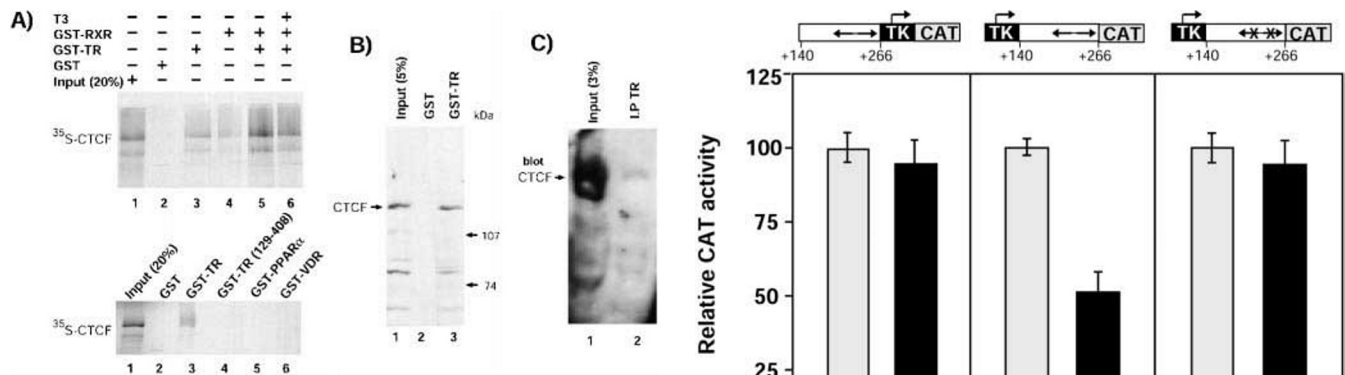 A)
T3 – – – – – +
GST-RXR – – – + + +
GST-TR – – + – + +
GST – + – – – –
Input (20%) + – – – – –
35S-CTCF
1 2 3 4 5 6
Input (20%)
GST
GST-TR
GST-TR (129-408)
GST-PPARα
GST-VDR
35S-CTCF
1 2 3 4 5 6
B)
Input (5%)
GST
GST-TR
kDa
CTCF
107
74
1 2 3
C)
Input (3%)
I.P TR
blot
CTCF
1 2
TK CAT
+140 +266
TK CAT
+140 +266
TK CAT
+140 +266
Relative CAT activity
125
100
75
50
25